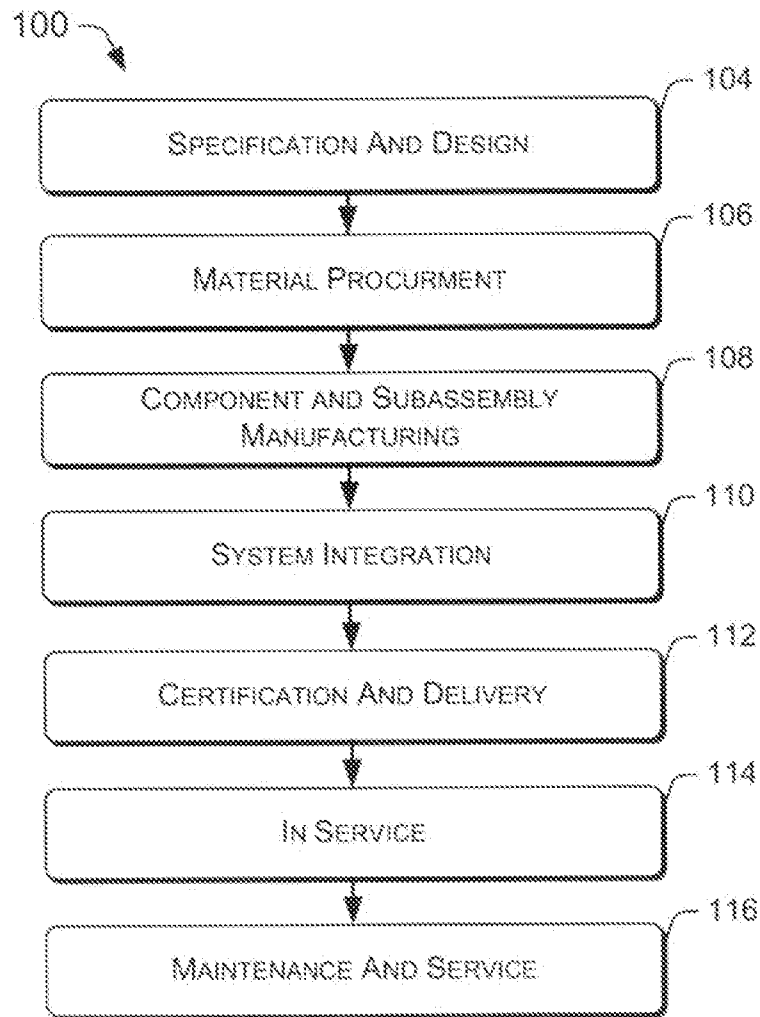 100
104
SPECIFICATION AND DESIGN
106
MATERIAL PROCURMENT
108
COMPONENT AND SUBASSEMBLY
MANUFACTURING
110
SYSTEM INTEGRATION
112
CERTIFICATION AND DELIVERY
114
IN SERVICE
116
MAINTENANCE AND SERVICE